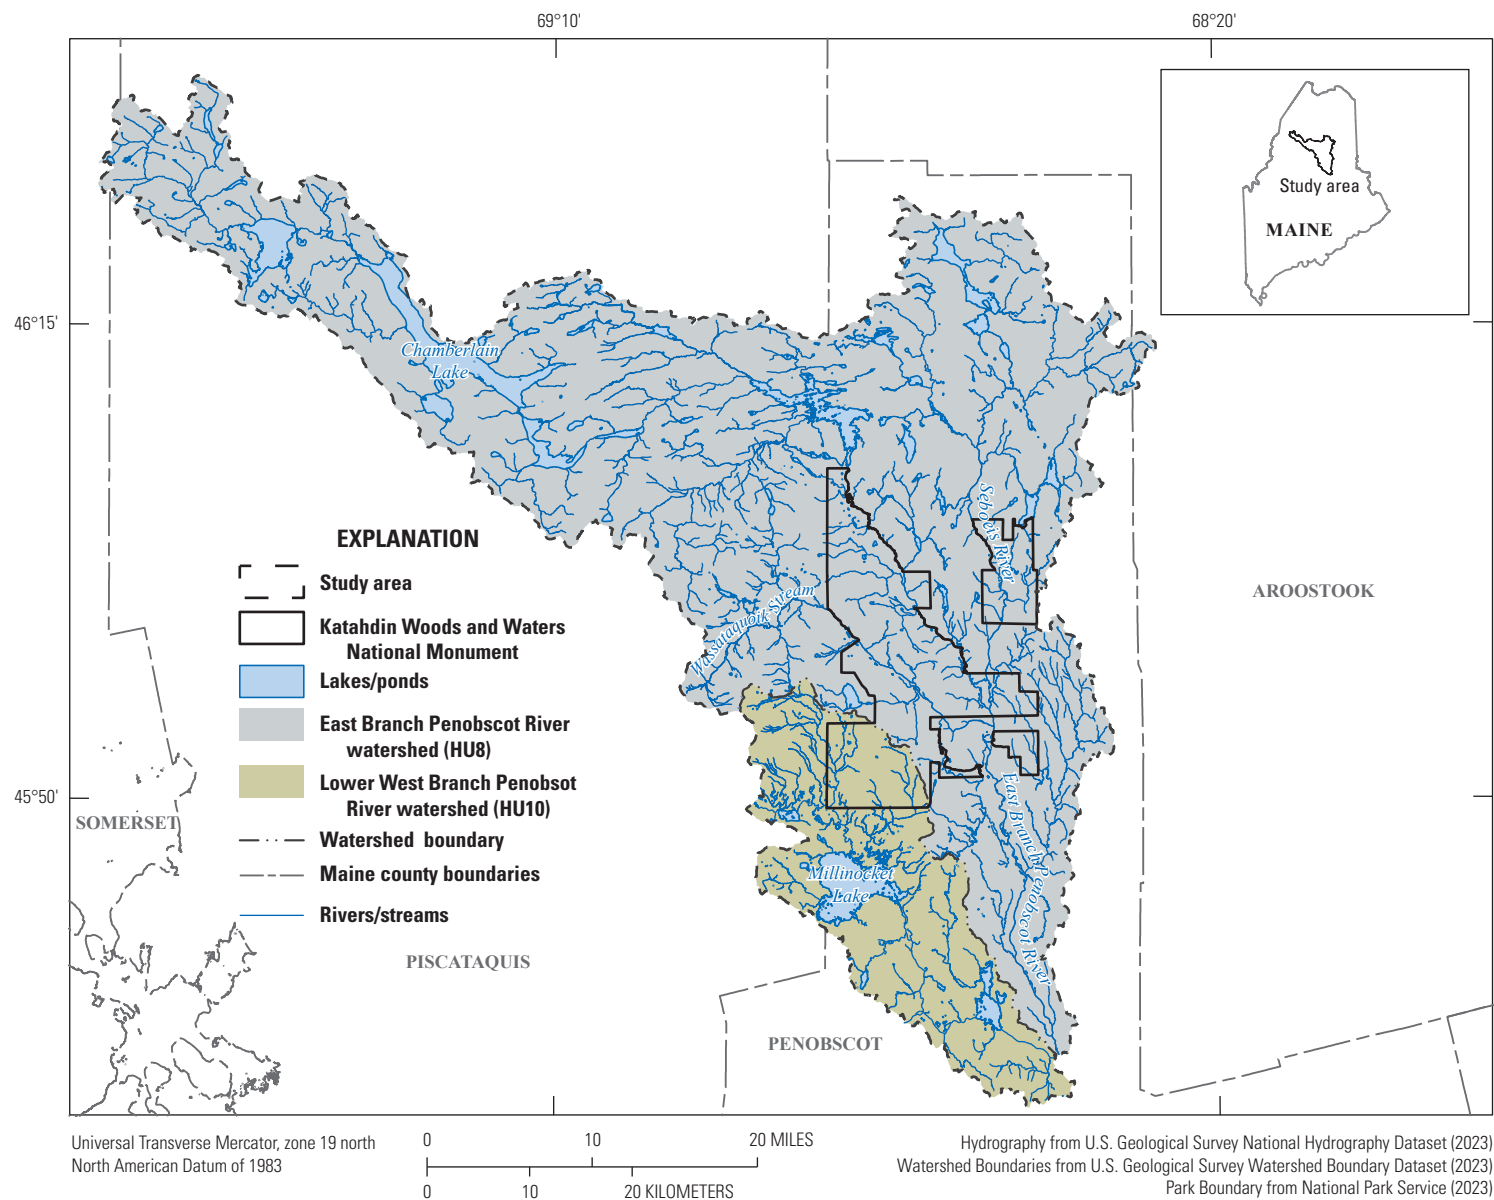 69°10'
68°20'
46°15'
45°50'
Study area
MAINE
Chamberlain
Lake
Seboeis River
Wassataquoik Stream
East Branch Penobscot River
Millinocket
Lake
AROOSTOOK
SOMERSET
PISCATAQUIS
PENOBSCOT
EXPLANATION
Study area
Katahdin Woods and Waters
National Monument
Lakes/ponds
East Branch Penobscot River
watershed (HU8)
Lower West Branch Penobsot
River watershed (HU10)
Watershed boundary
Maine county boundaries
Rivers/streams
Universal Transverse Mercator, zone 19 north
North American Datum of 1983
0 10 20 MILES
0 10 20 KILOMETERS
Hydrography from U.S. Geological Survey National Hydrography Dataset (2023)
Watershed Boundaries from U.S. Geological Survey Watershed Boundary Dataset (2023)
Park Boundary from National Park Service (2023)